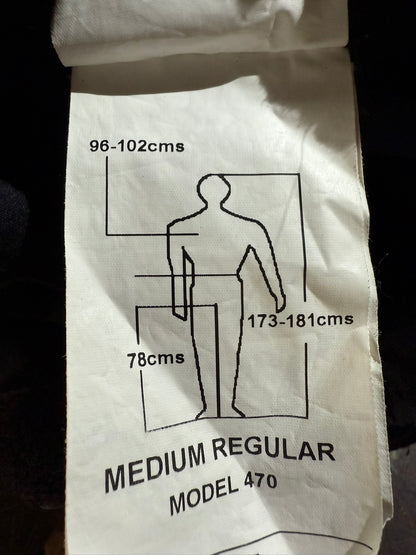 96-102cms
173-181cms
78cms
MEDIUM REGULAR
MODEL 470